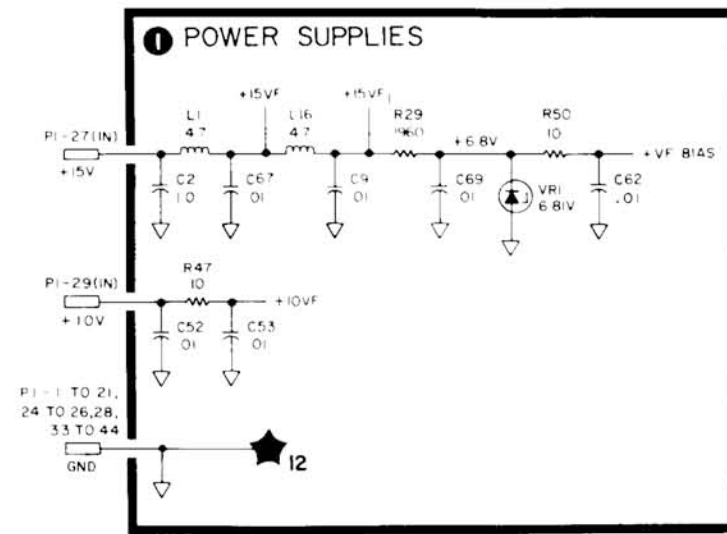 1 POWER SUPPLIES
+15VF
+15VF
L1
4.7
L16
4.7
R29
R50
10
P1-27(IN)
+15V
+6.8V
+VF BIAS
C2
1.0
C67
.01
C9
.01
C69
.01
VR1
6.81V
C62
.01
P1-29(IN)
+10V
R47
10
+10VF
C52
.01
C53
.01
P1-1 TO 21,
24 TO 26,28,
33 TO 44
GND
12